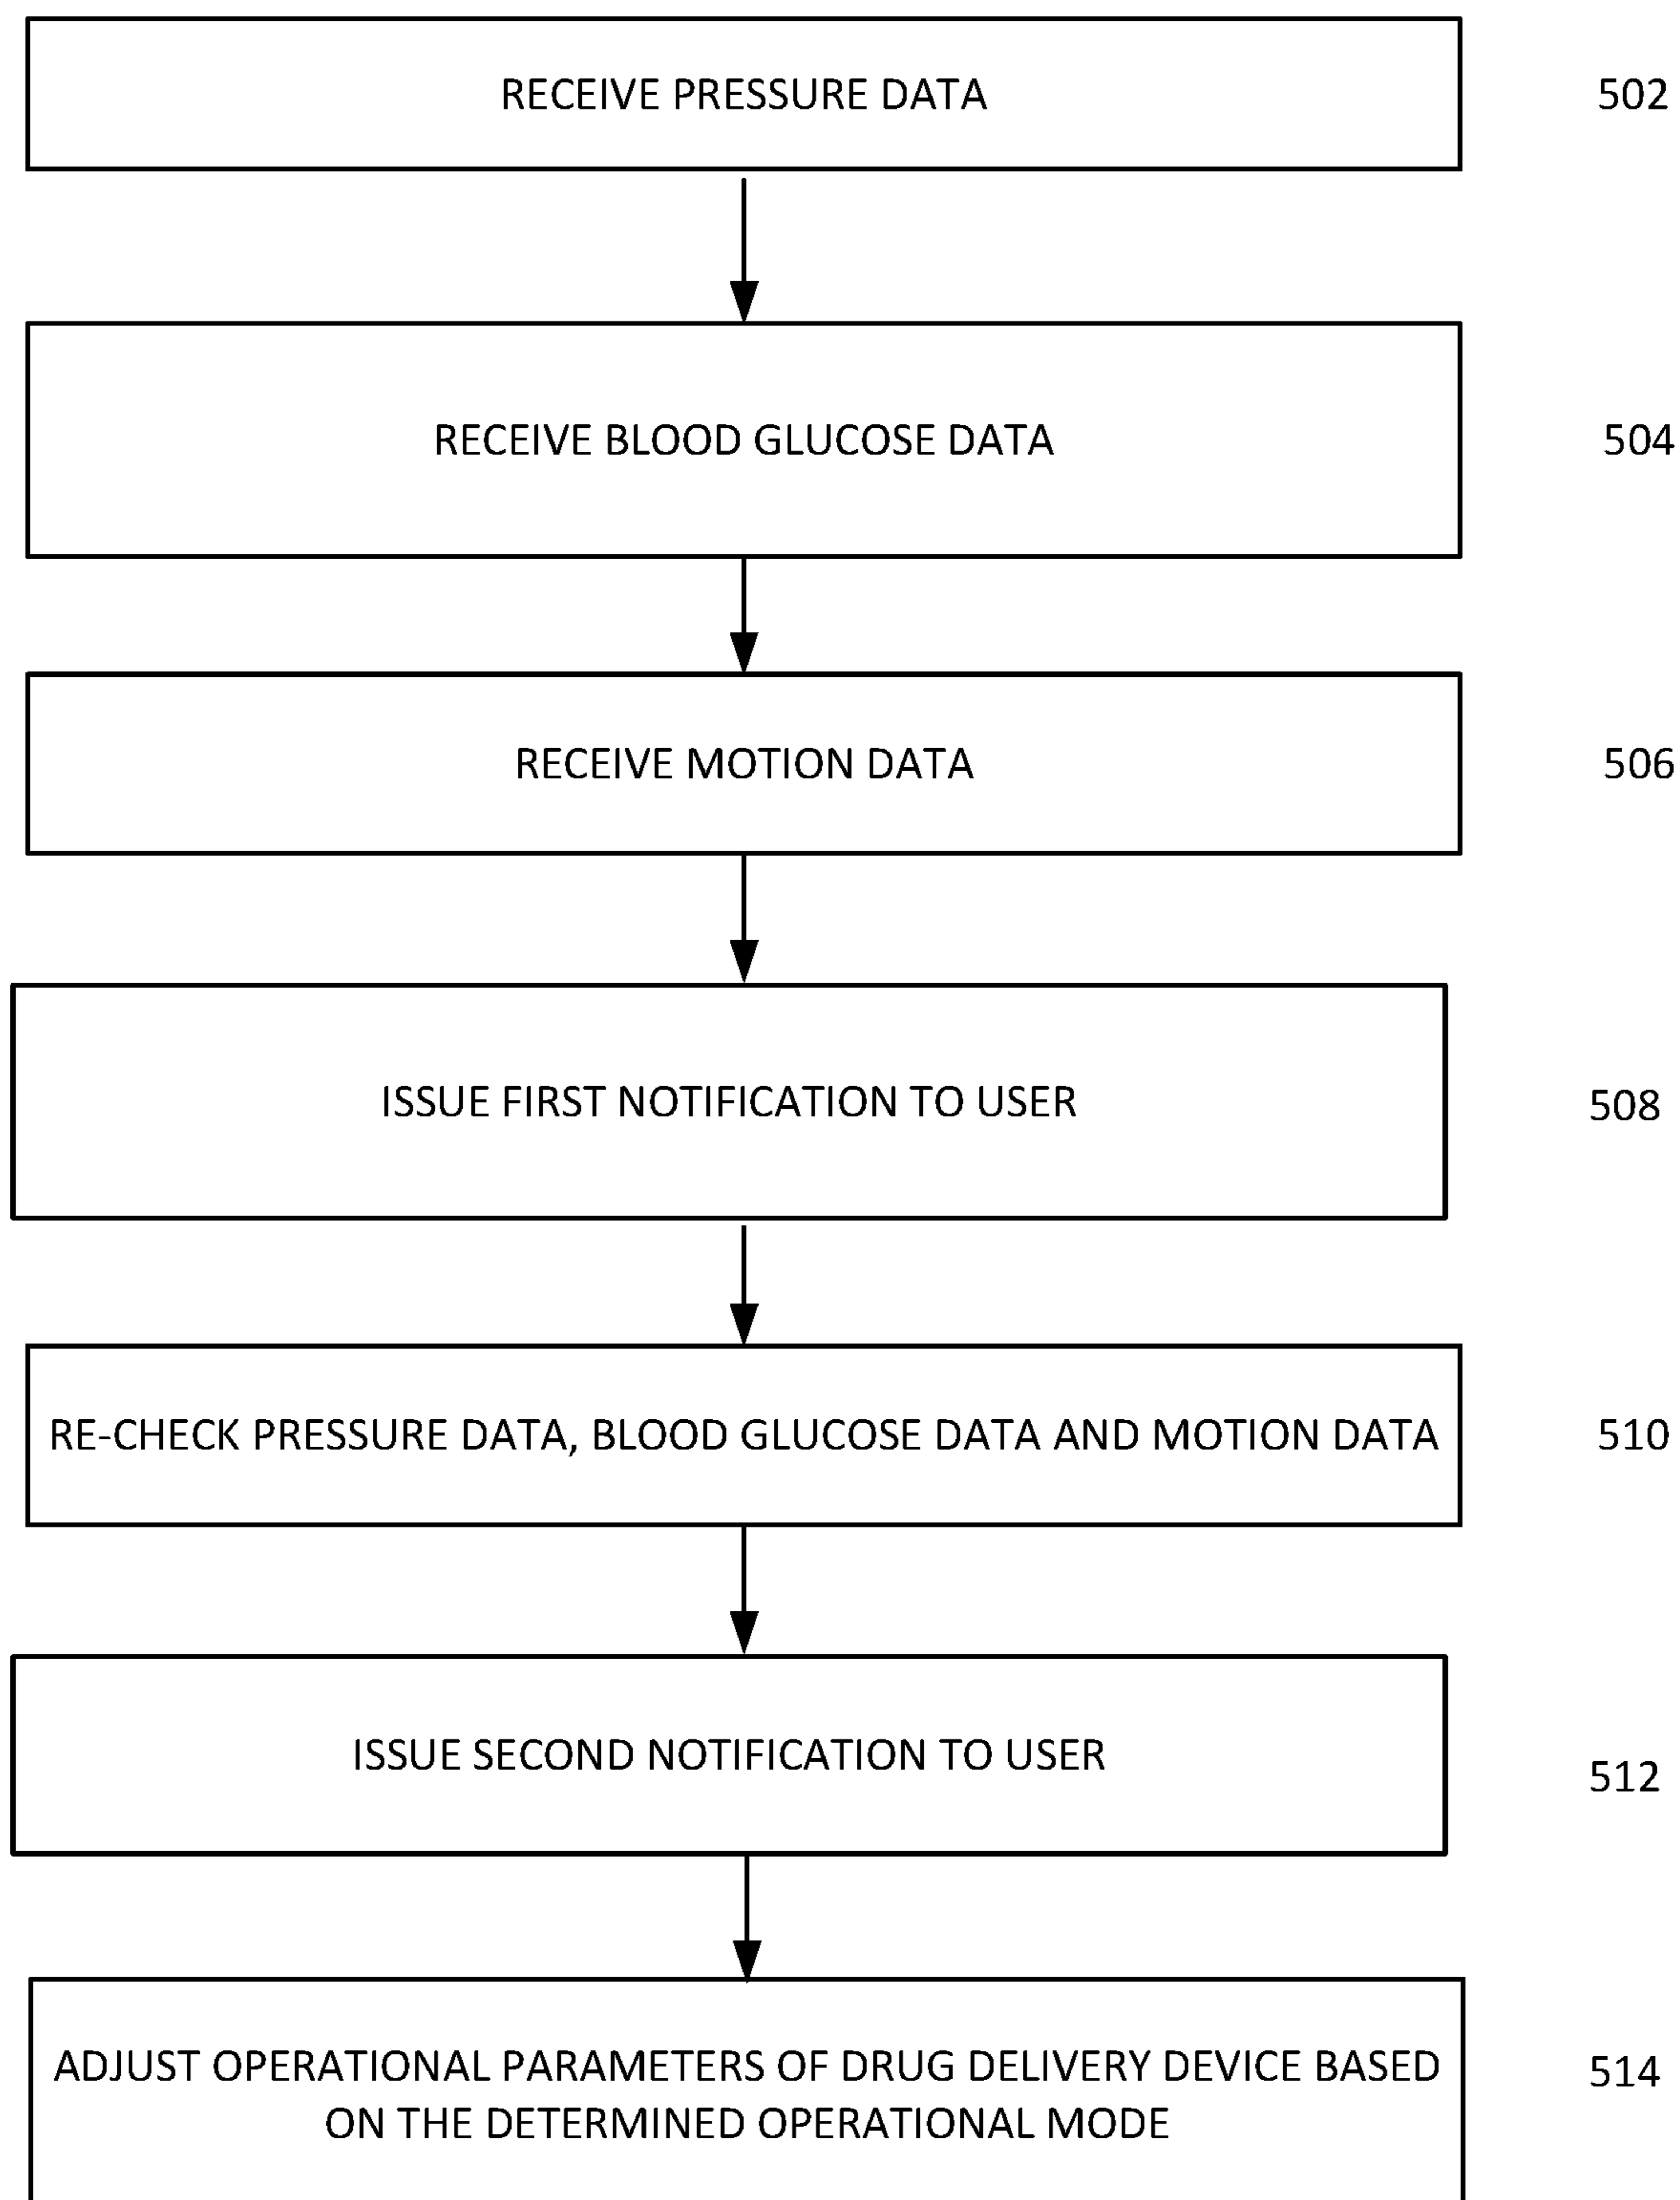 RECEIVE PRESSURE DATA
502
RECEIVE BLOOD GLUCOSE DATA
504
RECEIVE MOTION DATA
506
ISSUE FIRST NOTIFICATION TO USER
508
RE-CHECK PRESSURE DATA, BLOOD GLUCOSE DATA AND MOTION DATA
510
ISSUE SECOND NOTIFICATION TO USER
512
ADJUST OPERATIONAL PARAMETERS OF DRUG DELIVERY DEVICE BASED
ON THE DETERMINED OPERATIONAL MODE
514